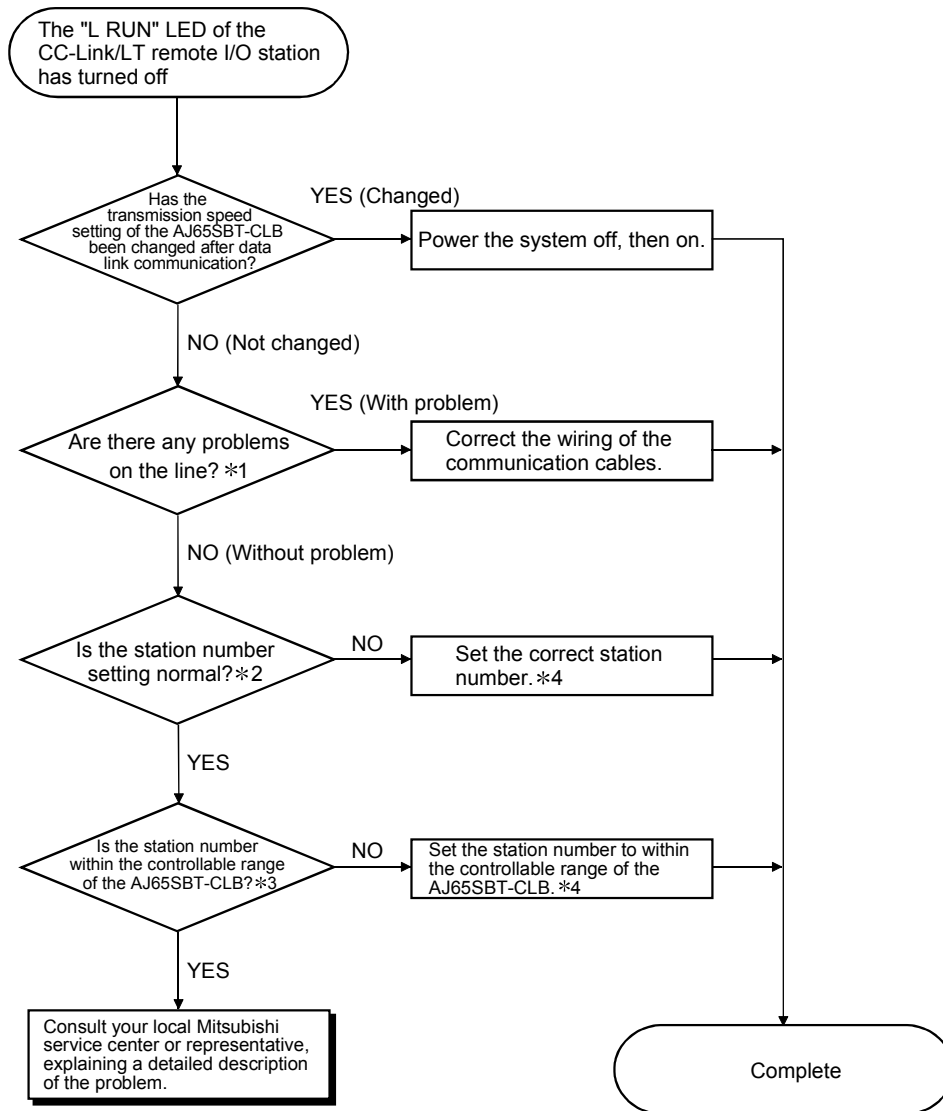 The "L RUN" LED of the
CC-Link/LT remote I/O station
has turned off
Has the
transmission speed
setting of the AJ65SBT-CLB
been changed after data
link communication?
YES (Changed)
Power the system off, then on.
NO (Not changed)
Are there any problems
on the line? *1
YES (With problem)
Correct the wiring of the
communication cables.
NO (Without problem)
Is the station number
setting normal?*2
NO
Set the correct station
number.*4
YES
Is the station number
within the controllable range
of the AJ65SBT-CLB?*3
NO
Set the station number to within
the controllable range of the
AJ65SBT-CLB.*4
YES
Consult your local Mitsubishi
service center or representative,
explaining a detailed description
of the problem.
Complete